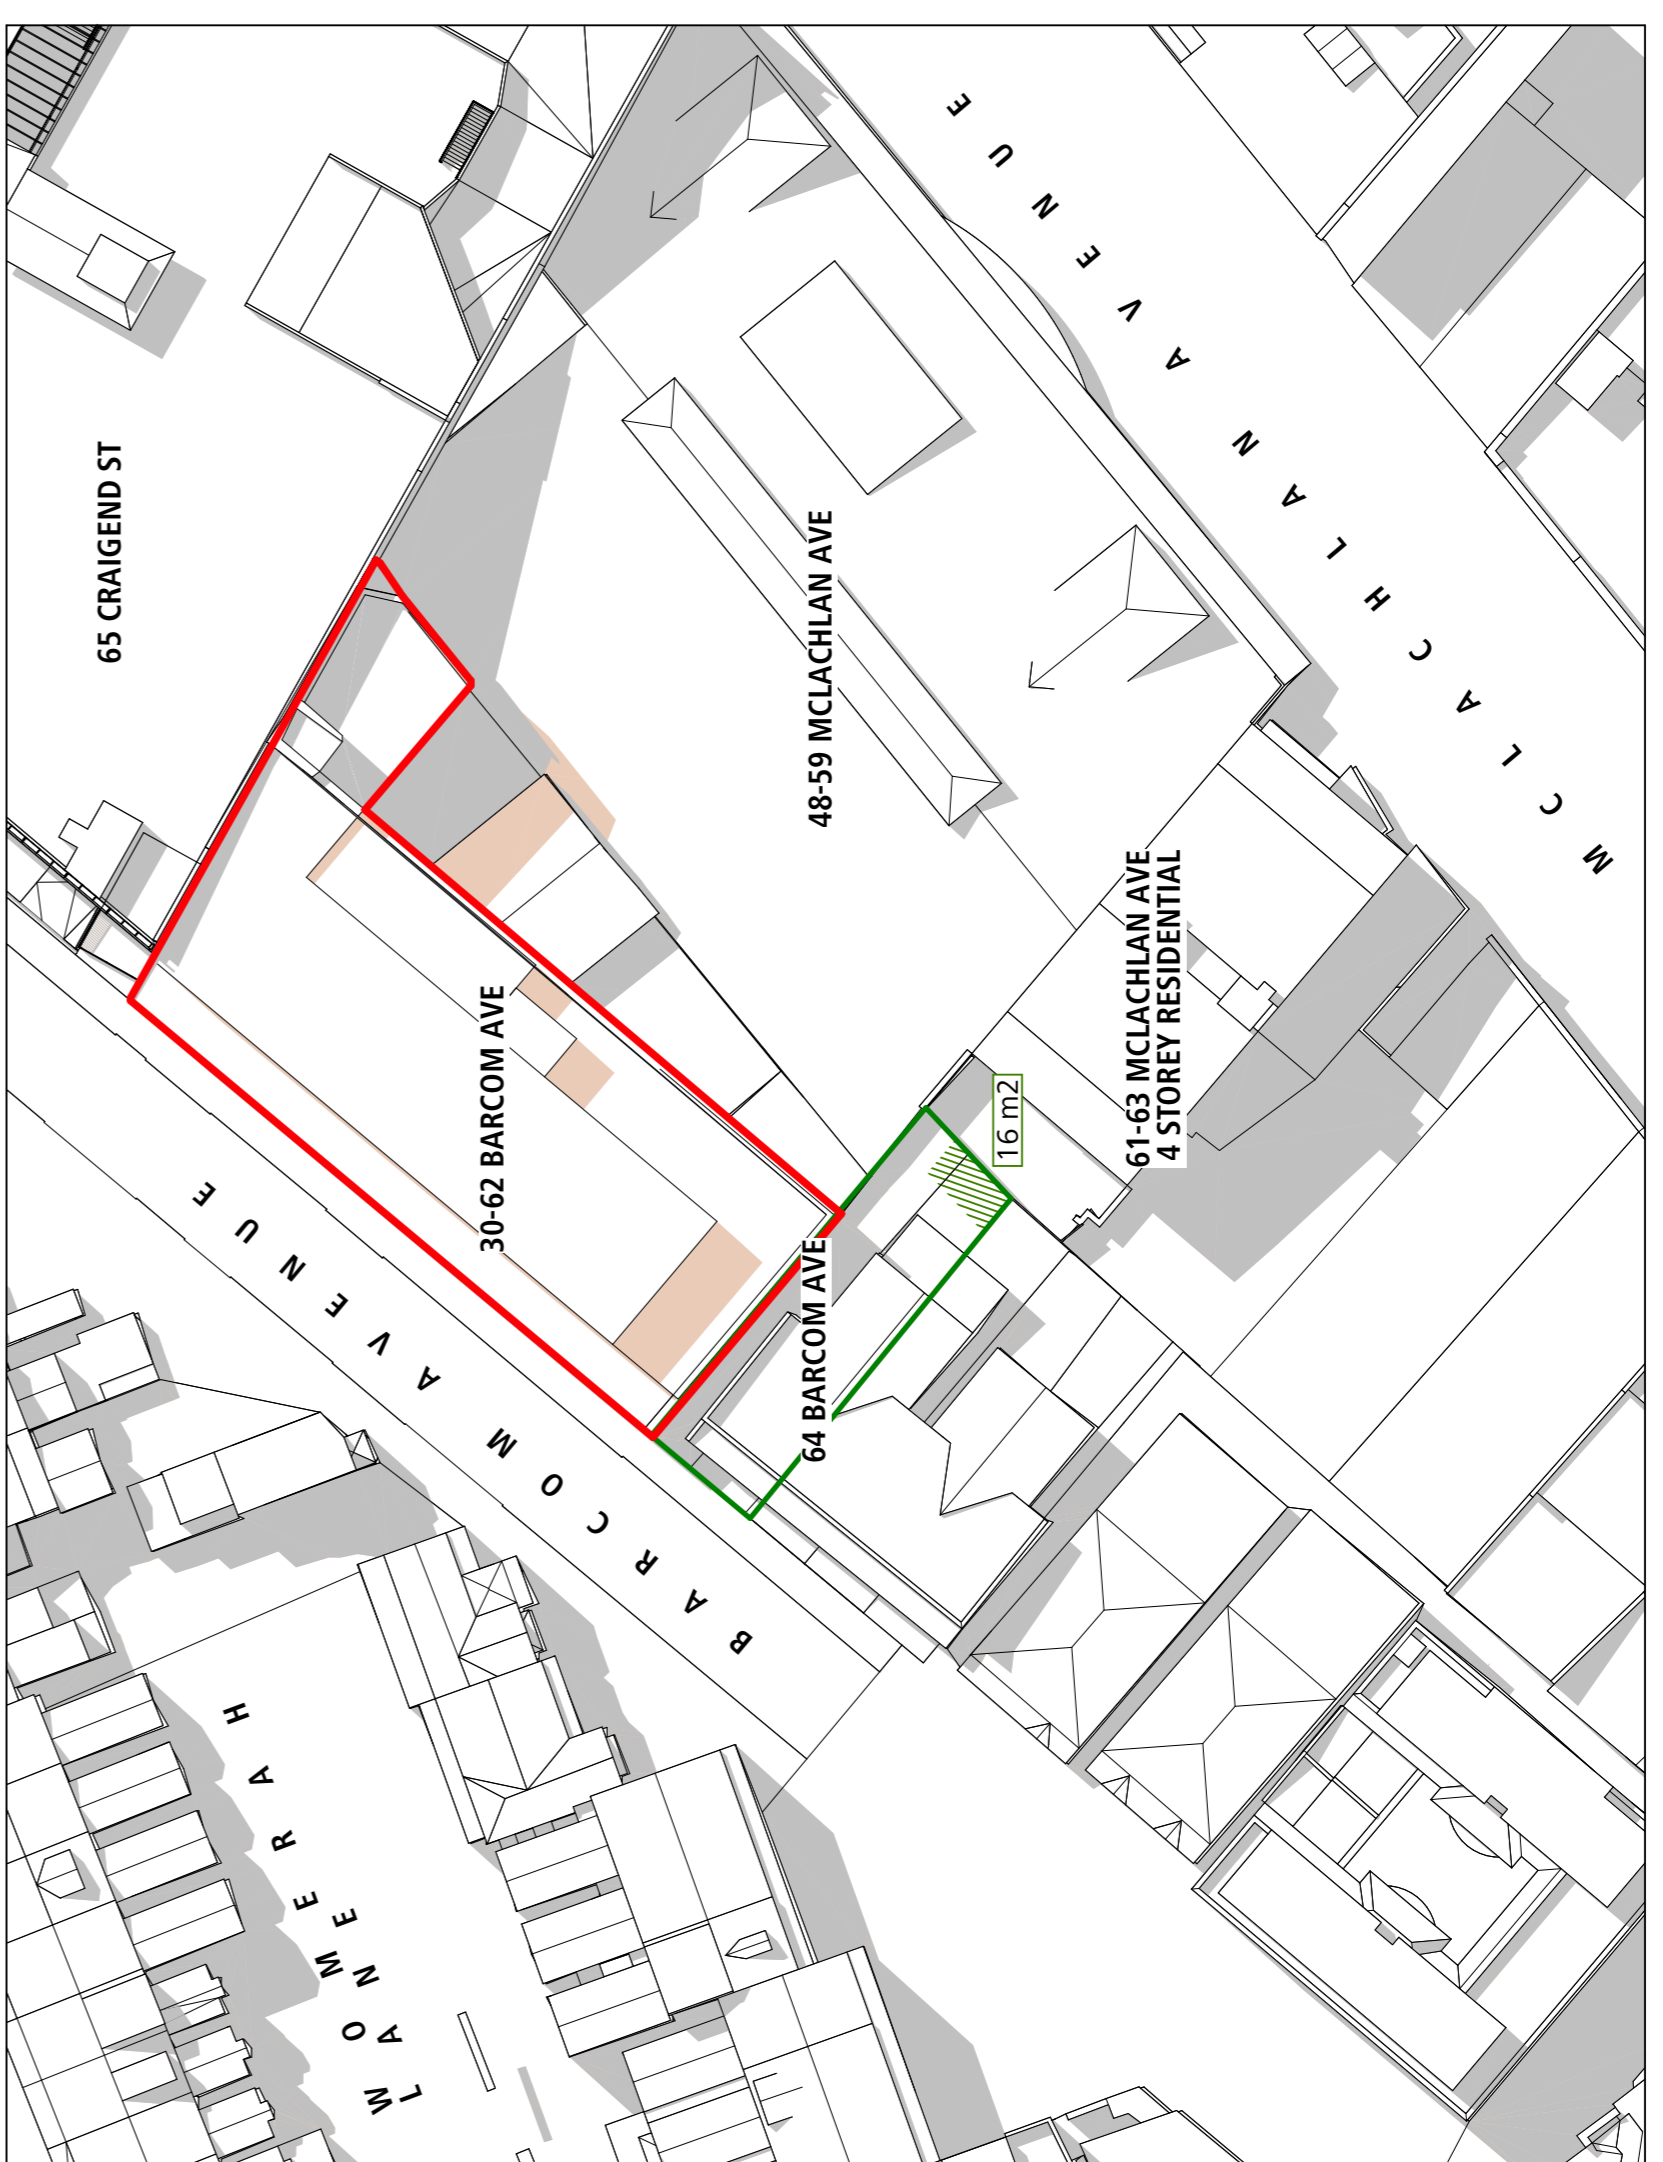 65 CRAIGEND ST
48-59 MCLACHLAN AVE
MCLACHLAN AVENUE
30-62 BARCOM AVE
16 m2
61-63 MCLACHLAN AVE
4 STOREY RESIDENTIAL
64 BARCOM AVE
BARCOM AVENUE
WOMEERAH
LANE